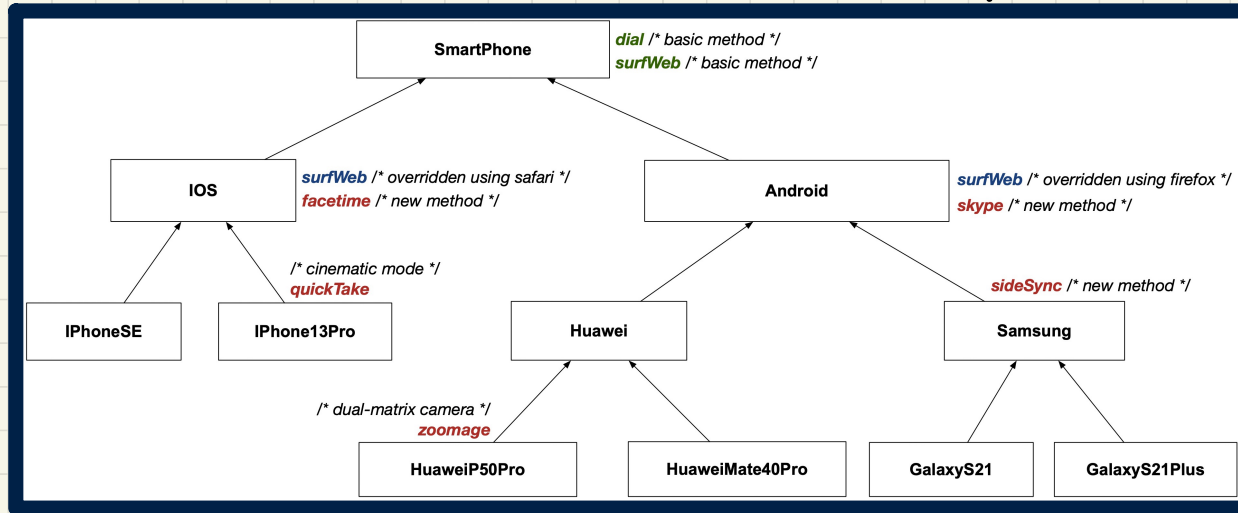 SmartPhone
dial /* basic method */
surfWeb /* basic method */
IOS
surfWeb /* overridden using safari */
facetime /* new method */
Android
surfWeb /* overridden using firefox */
skype /* new method */
/* cinematic mode */
quickTake
sideSync /* new method */
IPhoneSE
IPhone13Pro
Huawei
Samsung
/* dual-matrix camera */
zoomage
HuaweiP50Pro
HuaweiMate40Pro
GalaxyS21
GalaxyS21Plus